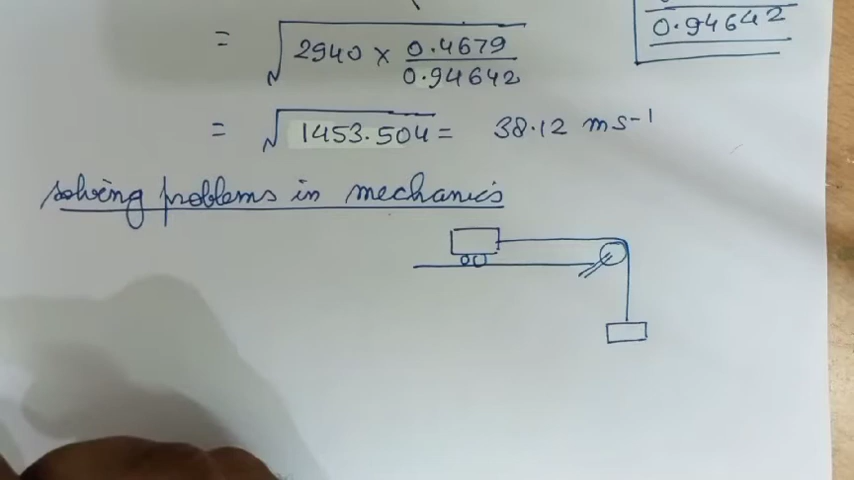 = √2940 × 0.4679 / 0.94642
0.94642
= √1453.504 = 38.12 ms⁻¹
solving problems in mechanics